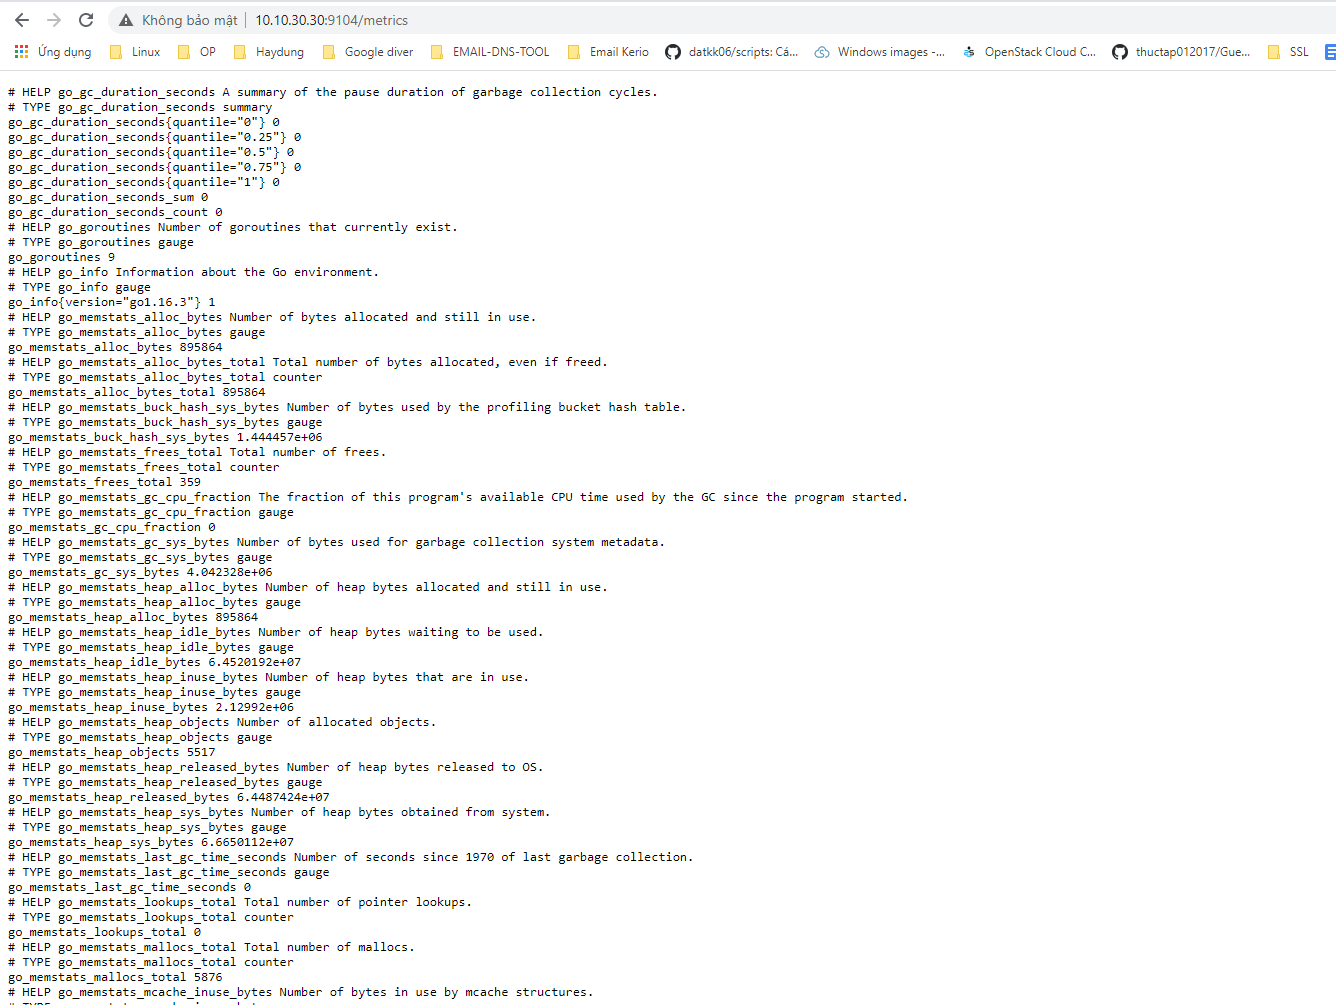 Không bảo mật 10.10.30.30:9104/metrics
Ứng dụng Linux OP Haydung Google diver EMAIL-DNS-TOOL Email Kerio datkk06/scripts: Cá... Windows images -... OpenStack Cloud C... thuctap012017/Gue... SSL
# HELP go_gc_duration_seconds A summary of the pause duration of garbage collection cycles.
# TYPE go_gc_duration_seconds summary
go_gc_duration_seconds{quantile="0"} 0
go_gc_duration_seconds{quantile="0.25"} 0
go_gc_duration_seconds{quantile="0.5"} 0
go_gc_duration_seconds{quantile="0.75"} 0
go_gc_duration_seconds{quantile="1"} 0
go_gc_duration_seconds_sum 0
go_gc_duration_seconds_count 0
# HELP go_goroutines Number of goroutines that currently exist.
# TYPE go_goroutines gauge
go_goroutines 9
# HELP go_info Information about the Go environment.
# TYPE go_info gauge
go_info{version="go1.16.3"} 1
# HELP go_memstats_alloc_bytes Number of bytes allocated and still in use.
# TYPE go_memstats_alloc_bytes gauge
go_memstats_alloc_bytes 895864
# HELP go_memstats_alloc_bytes_total Total number of bytes allocated, even if freed.
# TYPE go_memstats_alloc_bytes_total counter
go_memstats_alloc_bytes_total 895864
# HELP go_memstats_buck_hash_sys_bytes Number of bytes used by the profiling bucket hash table.
# TYPE go_memstats_buck_hash_sys_bytes gauge
go_memstats_buck_hash_sys_bytes 1.444457e+06
# HELP go_memstats_frees_total Total number of frees.
# TYPE go_memstats_frees_total counter
go_memstats_frees_total 359
# HELP go_memstats_gc_cpu_fraction The fraction of this program's available CPU time used by the GC since the program started.
# TYPE go_memstats_gc_cpu_fraction gauge
go_memstats_gc_cpu_fraction 0
# HELP go_memstats_gc_sys_bytes Number of bytes used for garbage collection system metadata.
# TYPE go_memstats_gc_sys_bytes gauge
go_memstats_gc_sys_bytes 4.042328e+06
# HELP go_memstats_heap_alloc_bytes Number of heap bytes allocated and still in use.
# TYPE go_memstats_heap_alloc_bytes gauge
go_memstats_heap_alloc_bytes 895864
# HELP go_memstats_heap_idle_bytes Number of heap bytes waiting to be used.
# TYPE go_memstats_heap_idle_bytes gauge
go_memstats_heap_idle_bytes 6.4520192e+07
# HELP go_memstats_heap_inuse_bytes Number of heap bytes that are in use.
# TYPE go_memstats_heap_inuse_bytes gauge
go_memstats_heap_inuse_bytes 2.12992e+06
# HELP go_memstats_heap_objects Number of allocated objects.
# TYPE go_memstats_heap_objects gauge
go_memstats_heap_objects 5517
# HELP go_memstats_heap_released_bytes Number of heap bytes released to OS.
# TYPE go_memstats_heap_released_bytes gauge
go_memstats_heap_released_bytes 6.4487424e+07
# HELP go_memstats_heap_sys_bytes Number of heap bytes obtained from system.
# TYPE go_memstats_heap_sys_bytes gauge
go_memstats_heap_sys_bytes 6.6650112e+07
# HELP go_memstats_last_gc_time_seconds Number of seconds since 1970 of last garbage collection.
# TYPE go_memstats_last_gc_time_seconds gauge
go_memstats_last_gc_time_seconds 0
# HELP go_memstats_lookups_total Total number of pointer lookups.
# TYPE go_memstats_lookups_total counter
go_memstats_lookups_total 0
# HELP go_memstats_mallocs_total Total number of mallocs.
# TYPE go_memstats_mallocs_total counter
go_memstats_mallocs_total 5876
# HELP go_memstats_mcache_inuse_bytes Number of bytes in use by mcache structures.